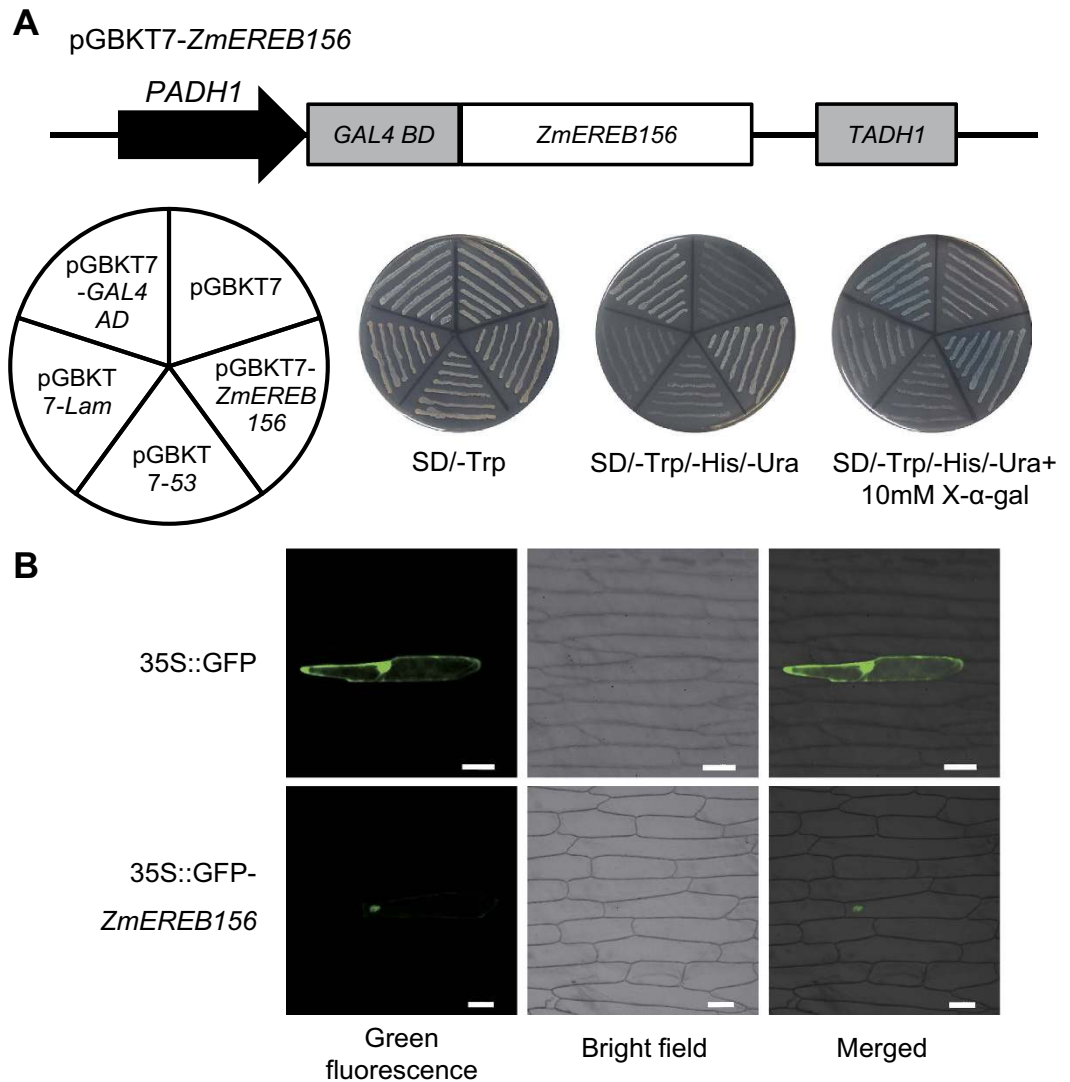 A
pGBKT7-ZmEREB156
PADH1
GAL4 BD
ZmEREB156
TADH1
pGBKT7
-GAL4
AD
pGBKT7
pGBKT7-
ZmEREB
156
pGBKT
7-Lam
pGBKT
7-53
SD/-Trp
SD/-Trp/-His/-Ura
SD/-Trp/-His/-Ura+
10mM X-α-gal
B
35S::GFP
35S::GFP-
ZmEREB156
Green
fluorescence
Bright field
Merged